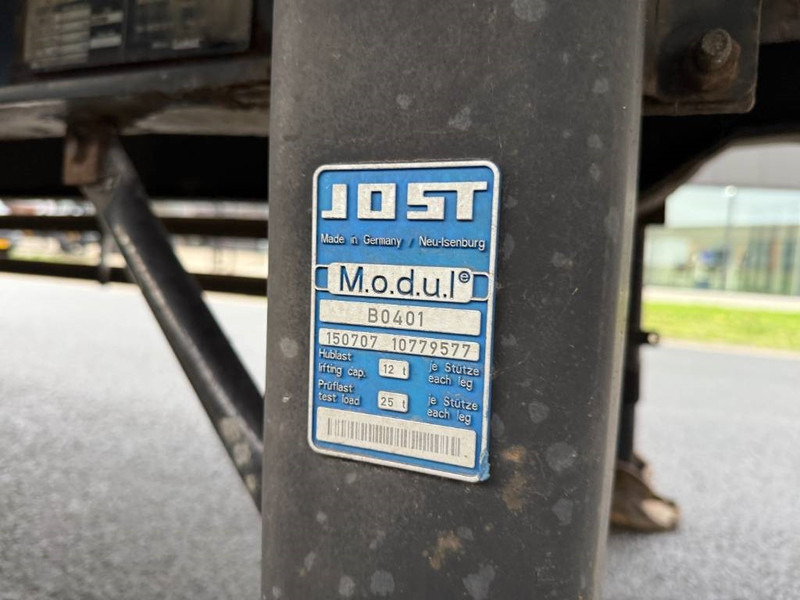 JOST
Made in Germany / Neu-Isenburg
M.o.d.u.l®
B0401
150707 10779577
Hublast
lifting cap. 12 t je Stütze
each leg
Prüflast
test load 25 t je Stütze
each leg